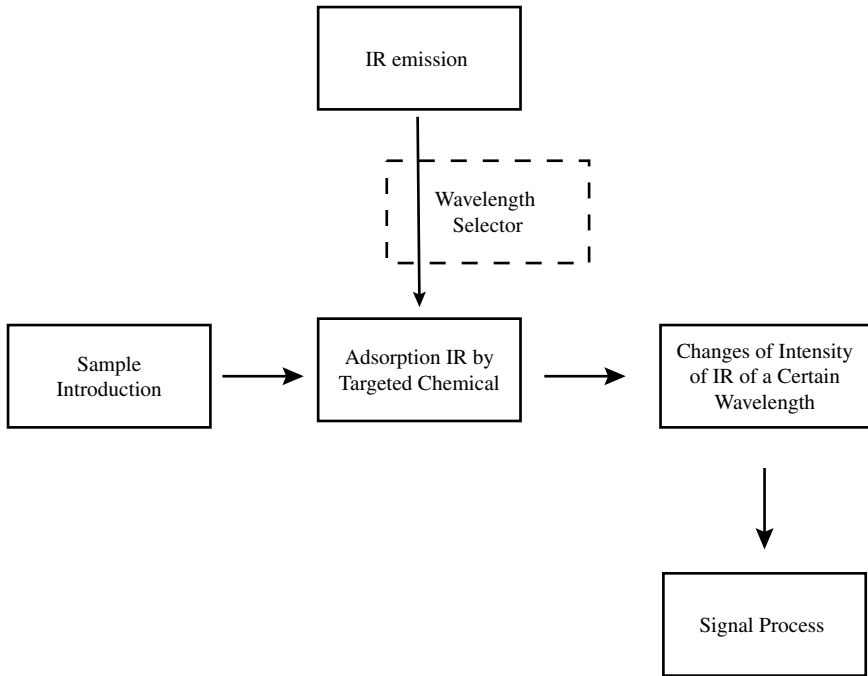 IR emission
Wavelength
Selector
Sample
Introduction
Adsorption IR by
Targeted Chemical
Changes of Intensity
of IR of a Certain
Wavelength
Signal Process